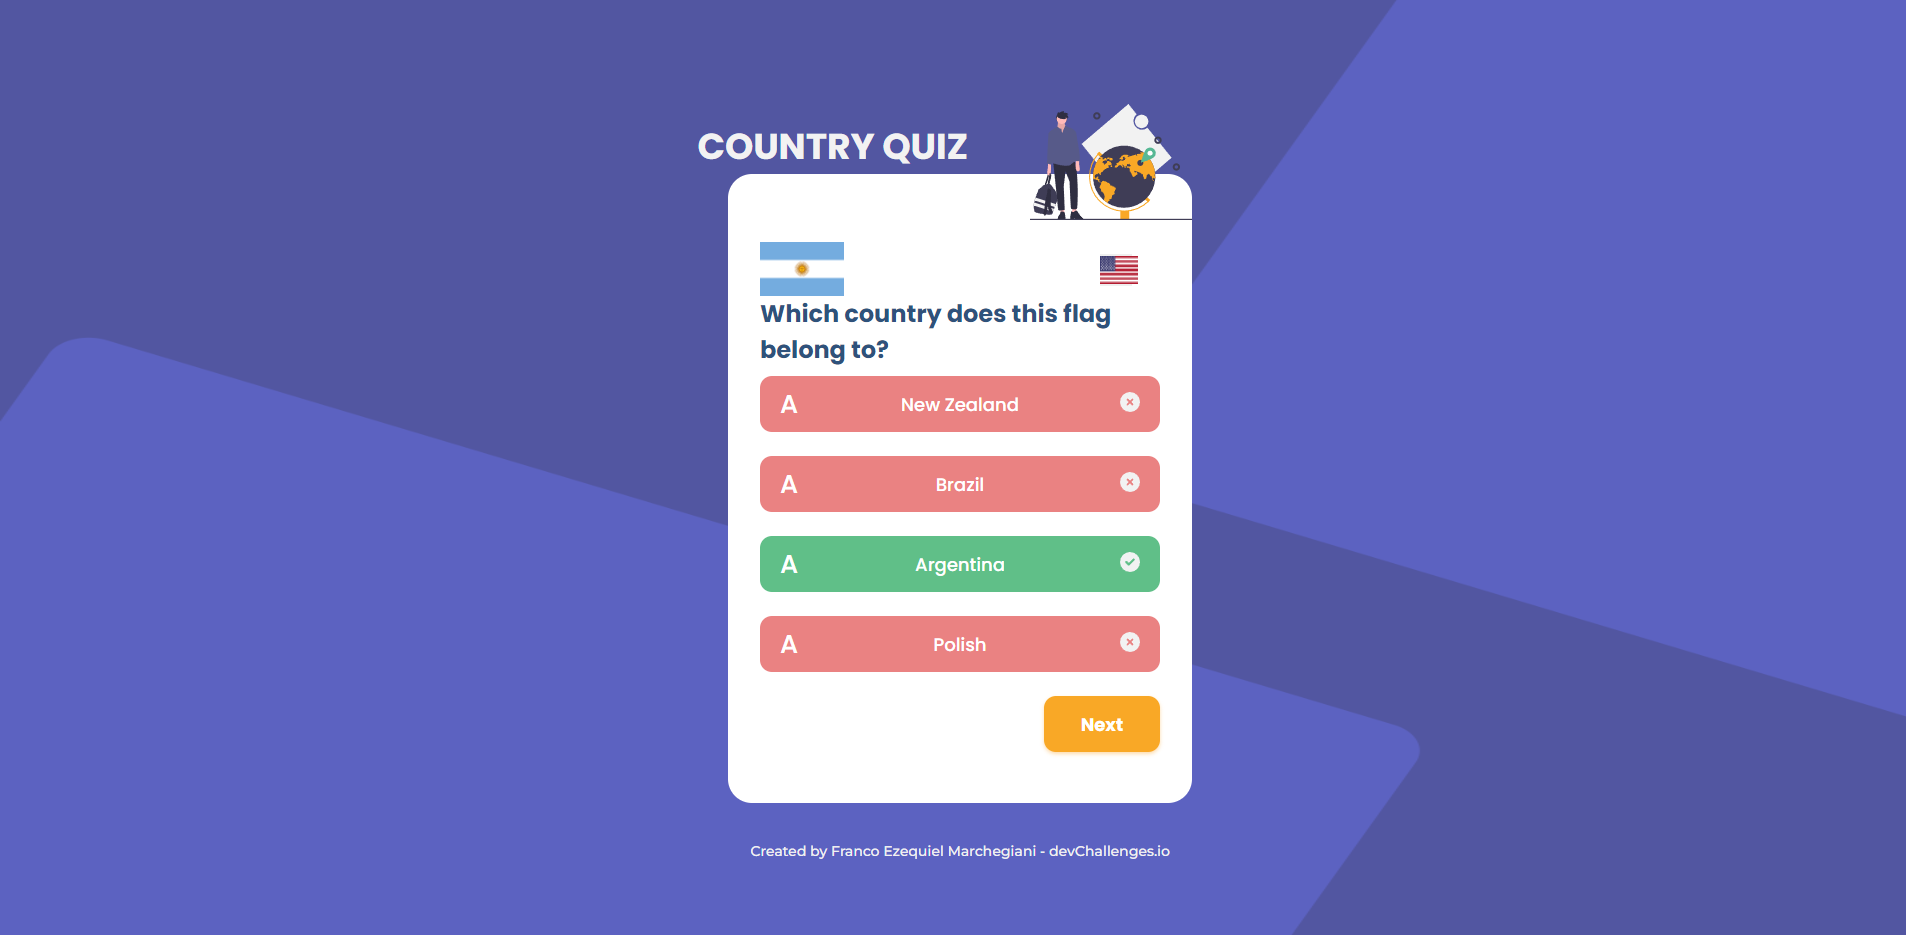 COUNTRY QUIZ
Which country does this flag
belong to?
A New Zealand
A Brazil
A Argentina
A Polish
Next
Created by Franco Ezequiel Marchegiani - devChallenges.io